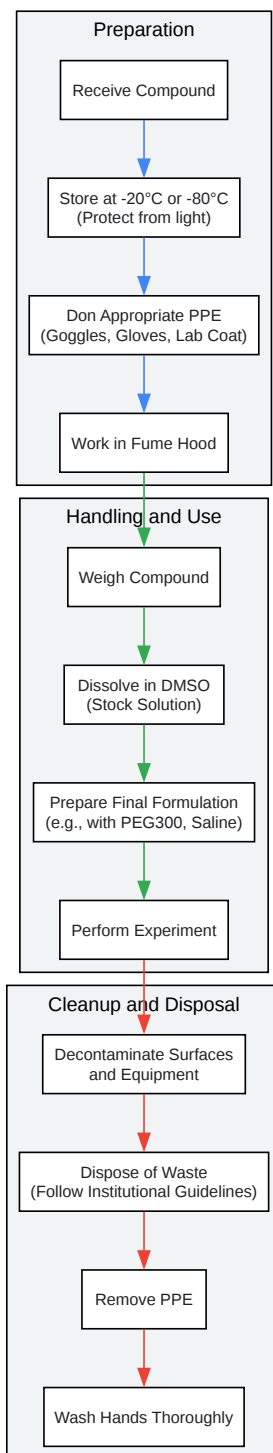 Preparation
Receive Compound
Store at -20°C or -80°C
(Protect from light)
Don Appropriate PPE
(Goggles, Gloves, Lab Coat)
Work in Fume Hood
Handling and Use
Weigh Compound
Dissolve in DMSO
(Stock Solution)
Prepare Final Formulation
(e.g., with PEG300, Saline)
Perform Experiment
Cleanup and Disposal
Decontaminate Surfaces
and Equipment
Dispose of Waste
(Follow Institutional Guidelines)
Remove PPE
Wash Hands Thoroughly